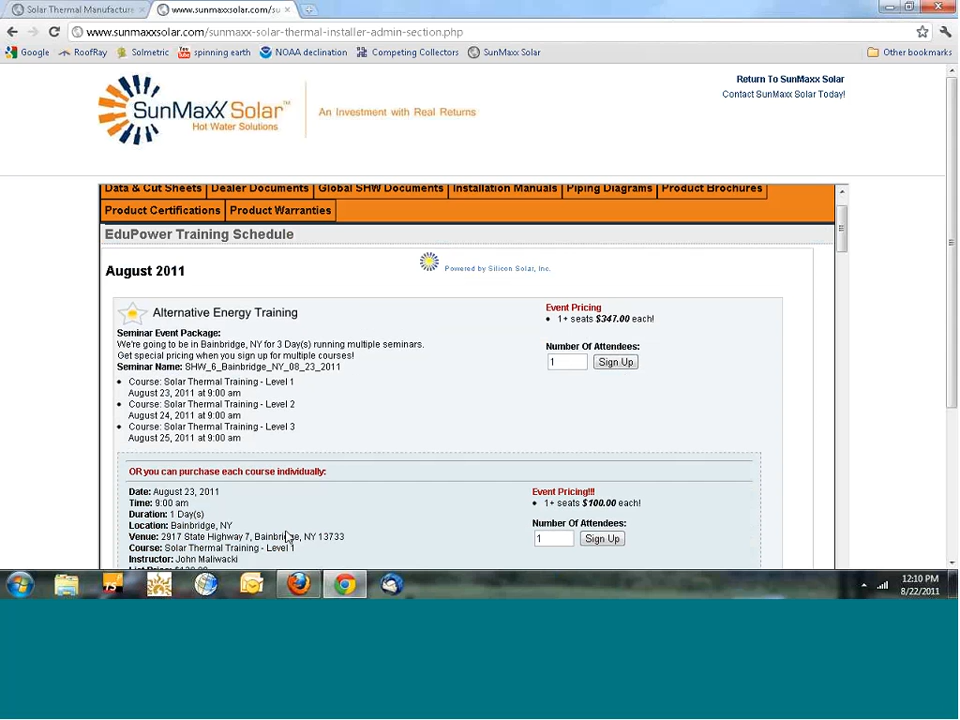 Solar Thermal Manufacture
www.sunmaxxsolar.com/su
www.sunmaxxsolar.com/sunmaxx-solar-thermal-installer-admin-section.php
Google RoofRay Solmetric spinning earth NOAA declination Competing Collectors SunMaxx Solar Other bookmarks
You Tube
SunMaxx Solar™
Hot Water Solutions
An Investment with Real Returns
Return To SunMaxx Solar
Contact SunMaxx Solar Today!
Data & Cut Sheets Dealer Documents Global SHW Documents Installation Manuals Piping Diagrams Product Brochures
Product Certifications Product Warranties
EduPower Training Schedule
August 2011
Powered by Silicon Solar, Inc.
Alternative Energy Training
Seminar Event Package:
We're going to be in Bainbridge, NY for 3 Day(s) running multiple seminars.
Get special pricing when you sign up for multiple courses!
Seminar Name: SHW_6_Bainbridge_NY_08_23_2011
Course: Solar Thermal Training - Level 1
August 23, 2011 at 9:00 am
Course: Solar Thermal Training - Level 2
August 24, 2011 at 9:00 am
Course: Solar Thermal Training - Level 3
August 25, 2011 at 9:00 am
Event Pricing
1+ seats $347.00 each!
Number Of Attendees:
1 Sign Up
OR you can purchase each course individually:
Date: August 23, 2011
Time: 9:00 am
Duration: 1 Day(s)
Location: Bainbridge, NY
Venue: 2917 State Highway 7, Bainbridge, NY 13733
Course: Solar Thermal Training - Level 1
Instructor: John Maliwacki
Event Pricing!!!
1+ seats $100.00 each!
Number Of Attendees:
1 Sign Up
12:10 PM
8/22/2011